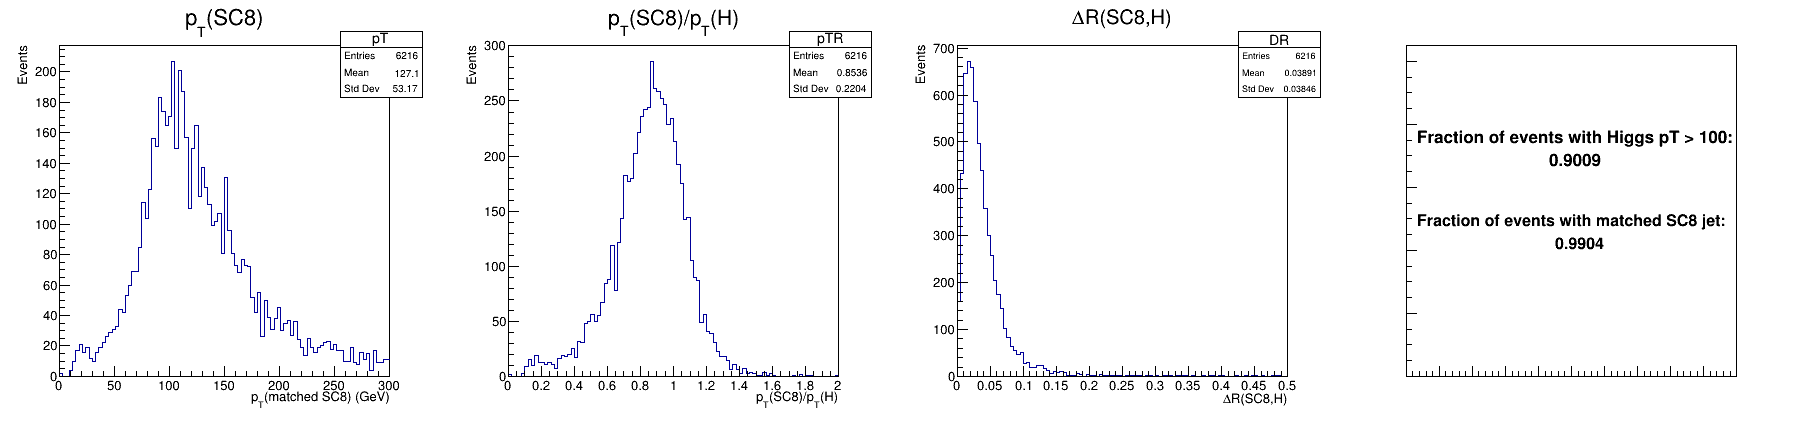 p_T(SC8)
Events
pT
Entries 6216
Mean 127.1
Std Dev 53.17
200
180
160
140
120
100
80
60
40
20
0
0 50 100 150 200 250 300
p_T(matched SC8) (GeV)
p_T(SC8)/p_T(H)
Events
pTR
Entries 6216
Mean 0.8536
Std Dev 0.2204
300
250
200
150
100
50
0
0 0.2 0.4 0.6 0.8 1 1.2 1.4 1.6 1.8 2
p_T(SC8)/p_T(H)
ΔR(SC8,H)
Events
DR
Entries 6216
Mean 0.03891
Std Dev 0.03846
700
600
500
400
300
200
100
0
0 0.05 0.1 0.15 0.2 0.25 0.3 0.35 0.4 0.45 0.5
ΔR(SC8,H)
Fraction of events with Higgs pT > 100:
0.9009
Fraction of events with matched SC8 jet:
0.9904